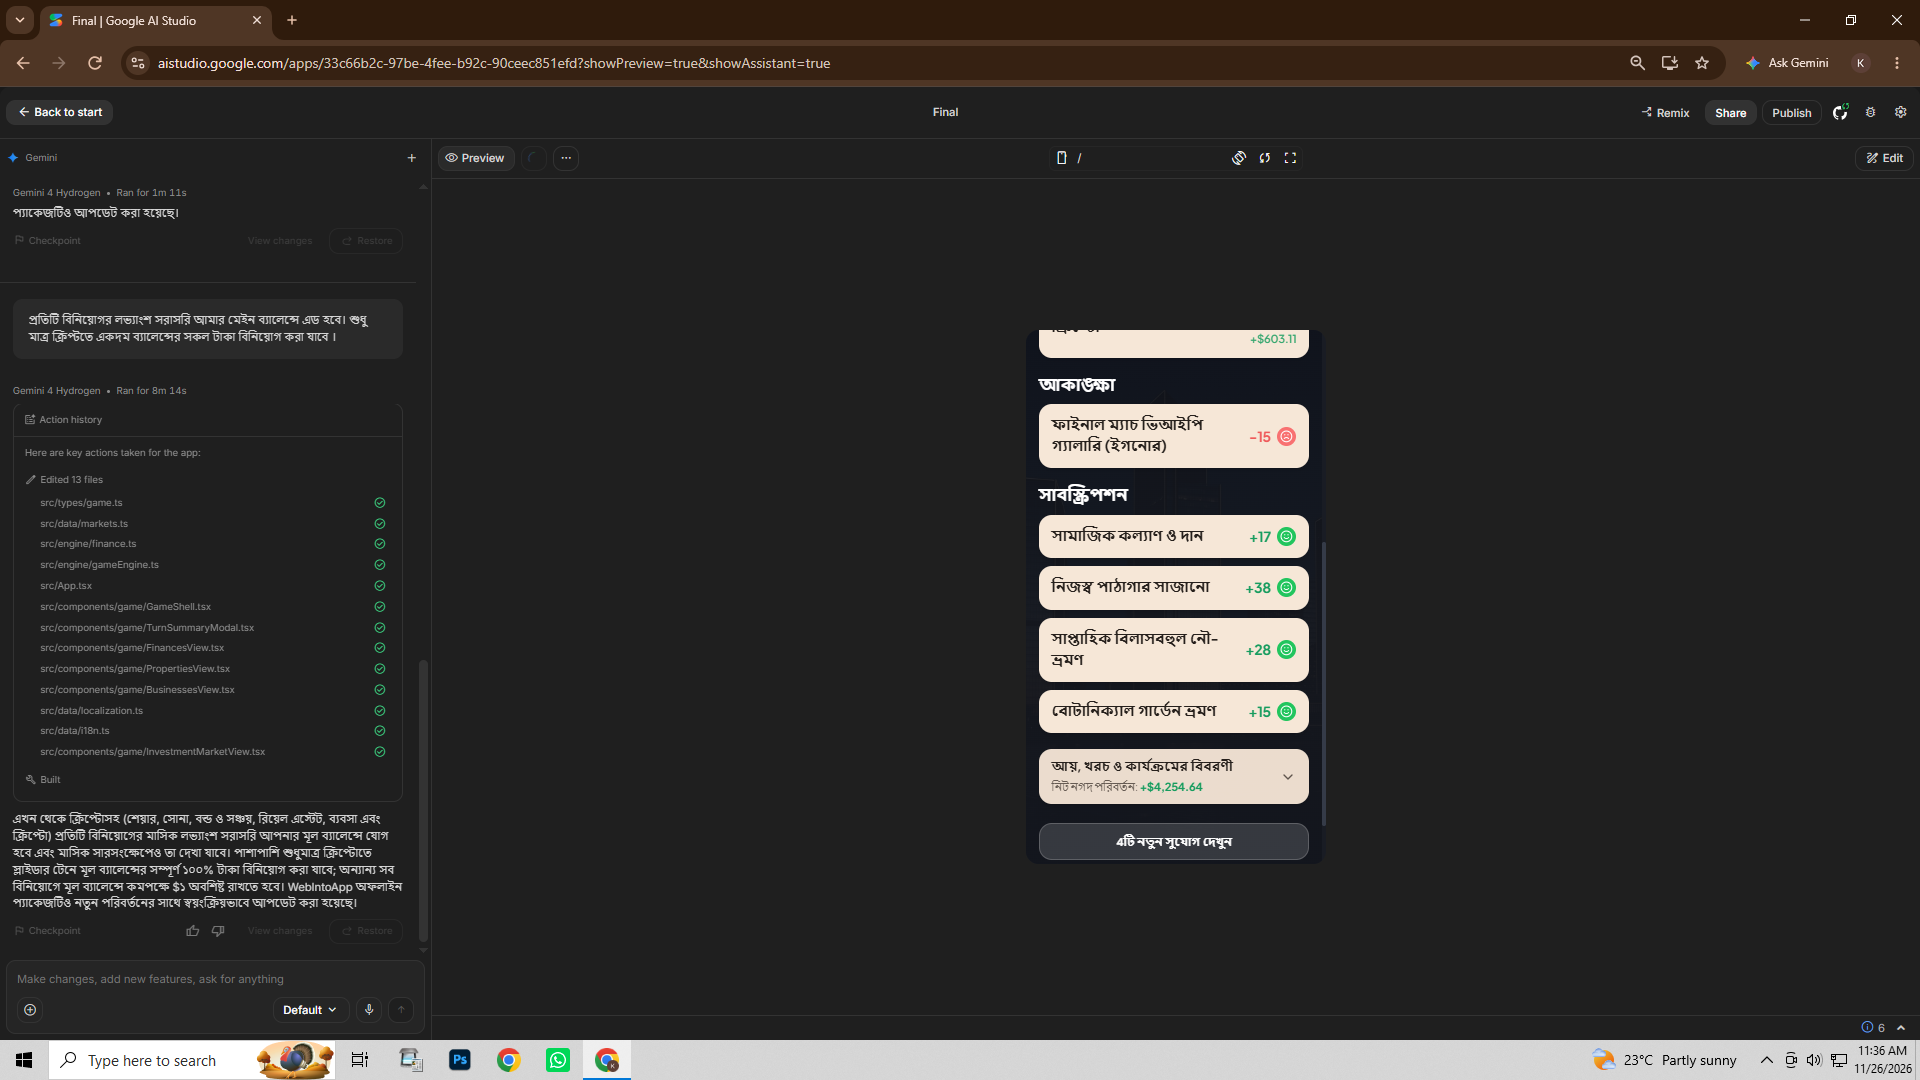 Final | Google AI Studio
aistudio.google.com/apps/33c66b2c-97be-4fee-b92c-90ceec851efd?showPreview=true&showAssistant=true
Ask Gemini
K
Back to start
Final
Remix
Share
Publish
Gemini
Preview
/
Edit
Gemini 4 Hydrogen • Ran for 1m 11s
প্যাকেজটিও আপডেট করা হয়েছে।
Checkpoint
View changes
Restore
প্রতিটি বিনিয়োগর লভ্যাংশ সরাসরি আমার মেইন ব্যালেন্সে এড হবে। শুধু
মাত্র ক্রিপ্টতে একদম ব্যালেন্সের সকল টাকা বিনিয়োগ করা যাবে ।
Gemini 4 Hydrogen • Ran for 8m 14s
Action history
Here are key actions taken for the app:
Edited 13 files
src/types/game.ts
src/data/markets.ts
src/engine/finance.ts
src/engine/gameEngine.ts
src/App.tsx
src/components/game/GameShell.tsx
src/components/game/TurnSummaryModal.tsx
src/components/game/FinancesView.tsx
src/components/game/PropertiesView.tsx
src/components/game/BusinessesView.tsx
src/data/localization.ts
src/data/i18n.ts
src/components/game/InvestmentMarketView.tsx
Built
এখন থেকে ক্রিপ্টোসহ (শেয়ার, সোনা, বন্ড ও সঞ্চয়, রিয়েল এস্টেট, ব্যবসা এবং
ক্রিপ্টো) প্রতিটি বিনিয়োগের মাসিক লভ্যাংশ সরাসরি আপনার মূল ব্যালেন্সে যোগ
হবে এবং মাসিক সারসংক্ষেপেও তা দেখা যাবে। পাশাপাশি শুধুমাত্র ক্রিপ্টোতে
স্লাইডার টেনে মূল ব্যালেন্সের সম্পূর্ণ ১০০% টাকা বিনিয়োগ করা যাবে; অন্যান্য সব
বিনিয়োগে মূল ব্যালেন্সে কমপক্ষে $১ অবশিষ্ট রাখতে হবে। WebIntoApp অফলাইন
প্যাকেজটিও নতুন পরিবর্তনের সাথে স্বয়ংক্রিয়ভাবে আপডেট করা হয়েছে।
Checkpoint
View changes
Restore
Make changes, add new features, ask for anything
Default
+$603.11
আকাঙ্ক্ষা
ফাইনাল ম্যাচ ভিআইপি
গ্যালারি (ইগনোর)
-15
সাবস্ক্রিপশন
সামাজিক কল্যাণ ও দান
+17
নিজস্ব পাঠাগার সাজানো
+38
সাপ্তাহিক বিলাসবহুল নৌ-
ভ্রমণ
+28
বোটানিক্যাল গার্ডেন ভ্রমণ
+15
আয়, খরচ ও কার্যক্রমের বিবরণী
নিট নগদ পরিবর্তন: +$4,254.64
4টি নতুন সুযোগ দেখুন
6
Type here to search
Ps
K
23°C Partly sunny
11:36 AM
11/26/2026